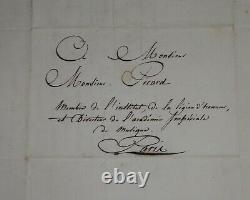 A Monsieur
Monsieur Picard
Membre de l'institut de la légion d'honneur,
et Directeur de l'académie Impériale
de musique
Paris